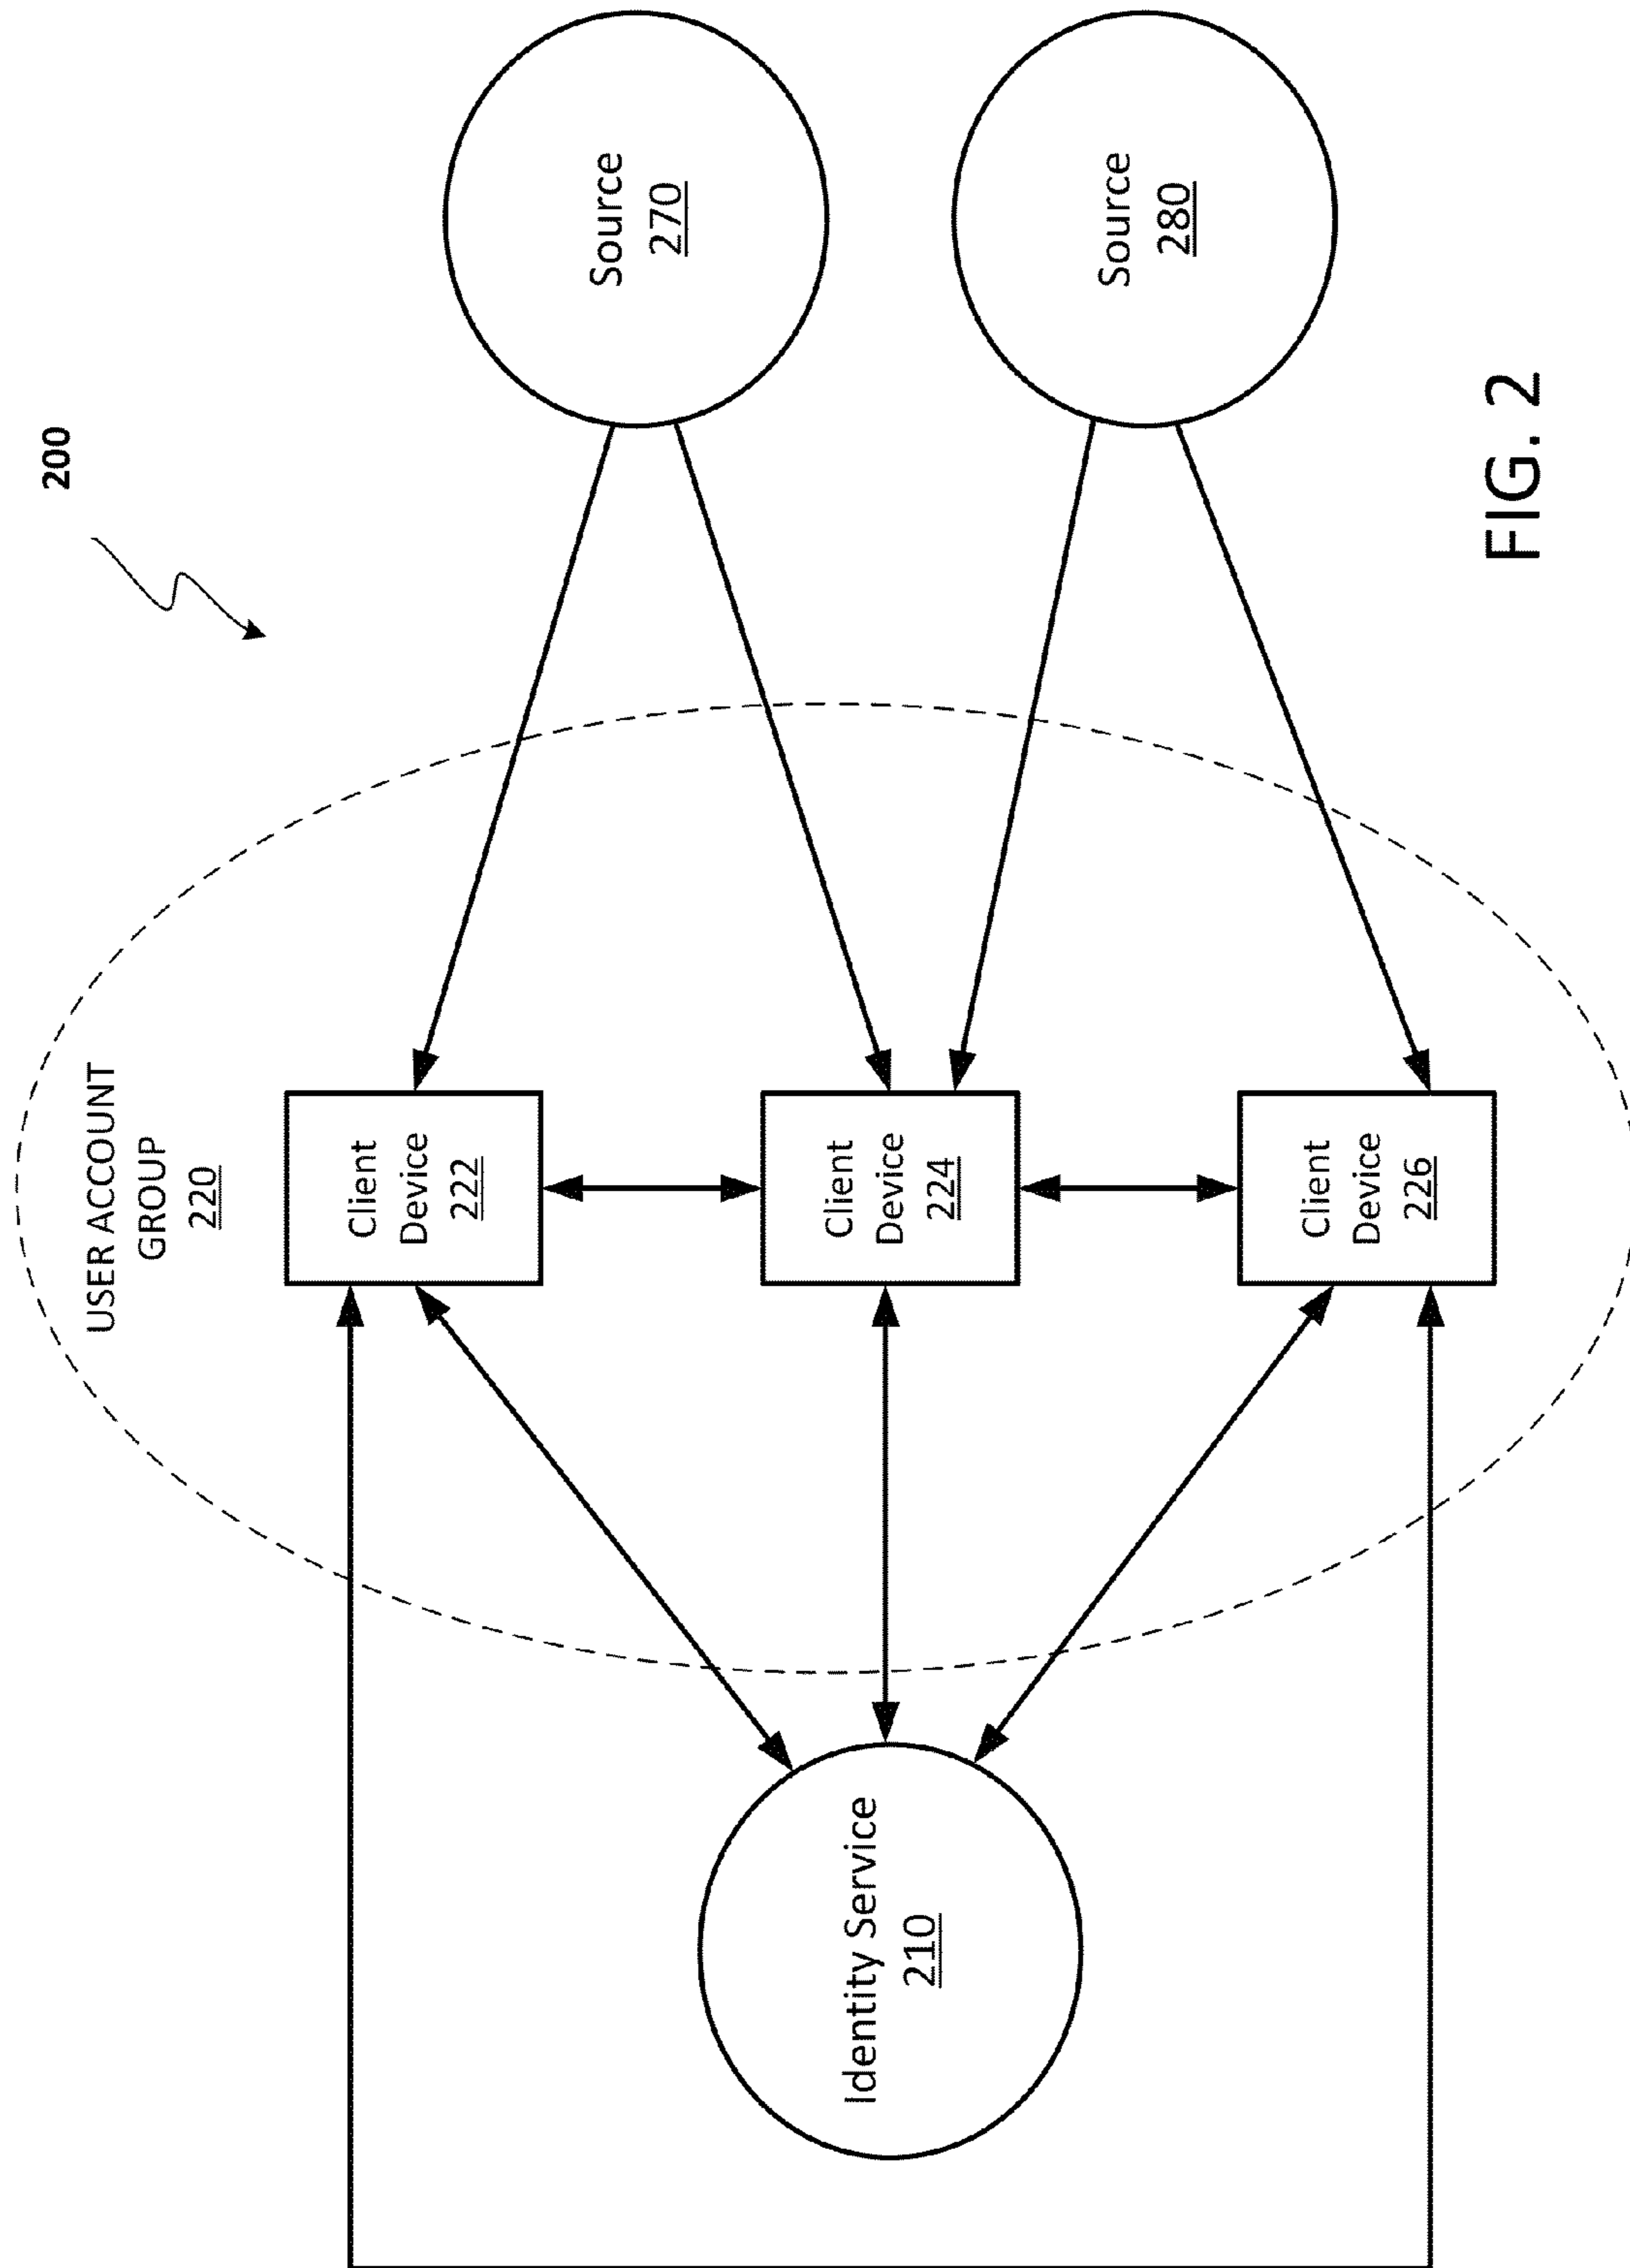 200
USER ACCOUNT
GROUP
220
Client
Device
222
Client
Device
224
Client
Device
226
Identity Service
210
Source
270
Source
280
FIG. 2